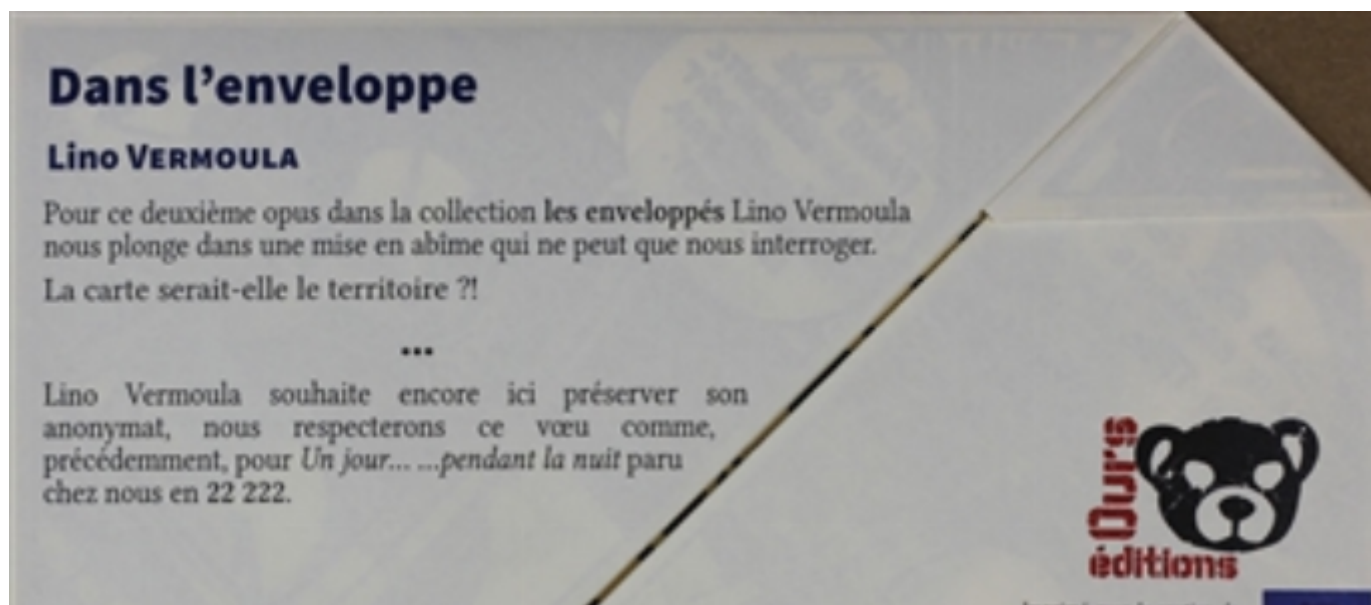 Dans l’enveloppe
Lino VERMOULA
Pour ce deuxième opus dans la collection les enveloppés Lino Vermoula
nous plonge dans une mise en abîme qui ne peut que nous interroger.
La carte serait-elle le territoire ?!
...
Lino Vermoula souhaite encore ici préserver son
anonymat, nous respecterons ce vœu comme,
précédemment, pour Un jour... ...pendant la nuit paru
chez nous en 22 222.
Ours
éditions